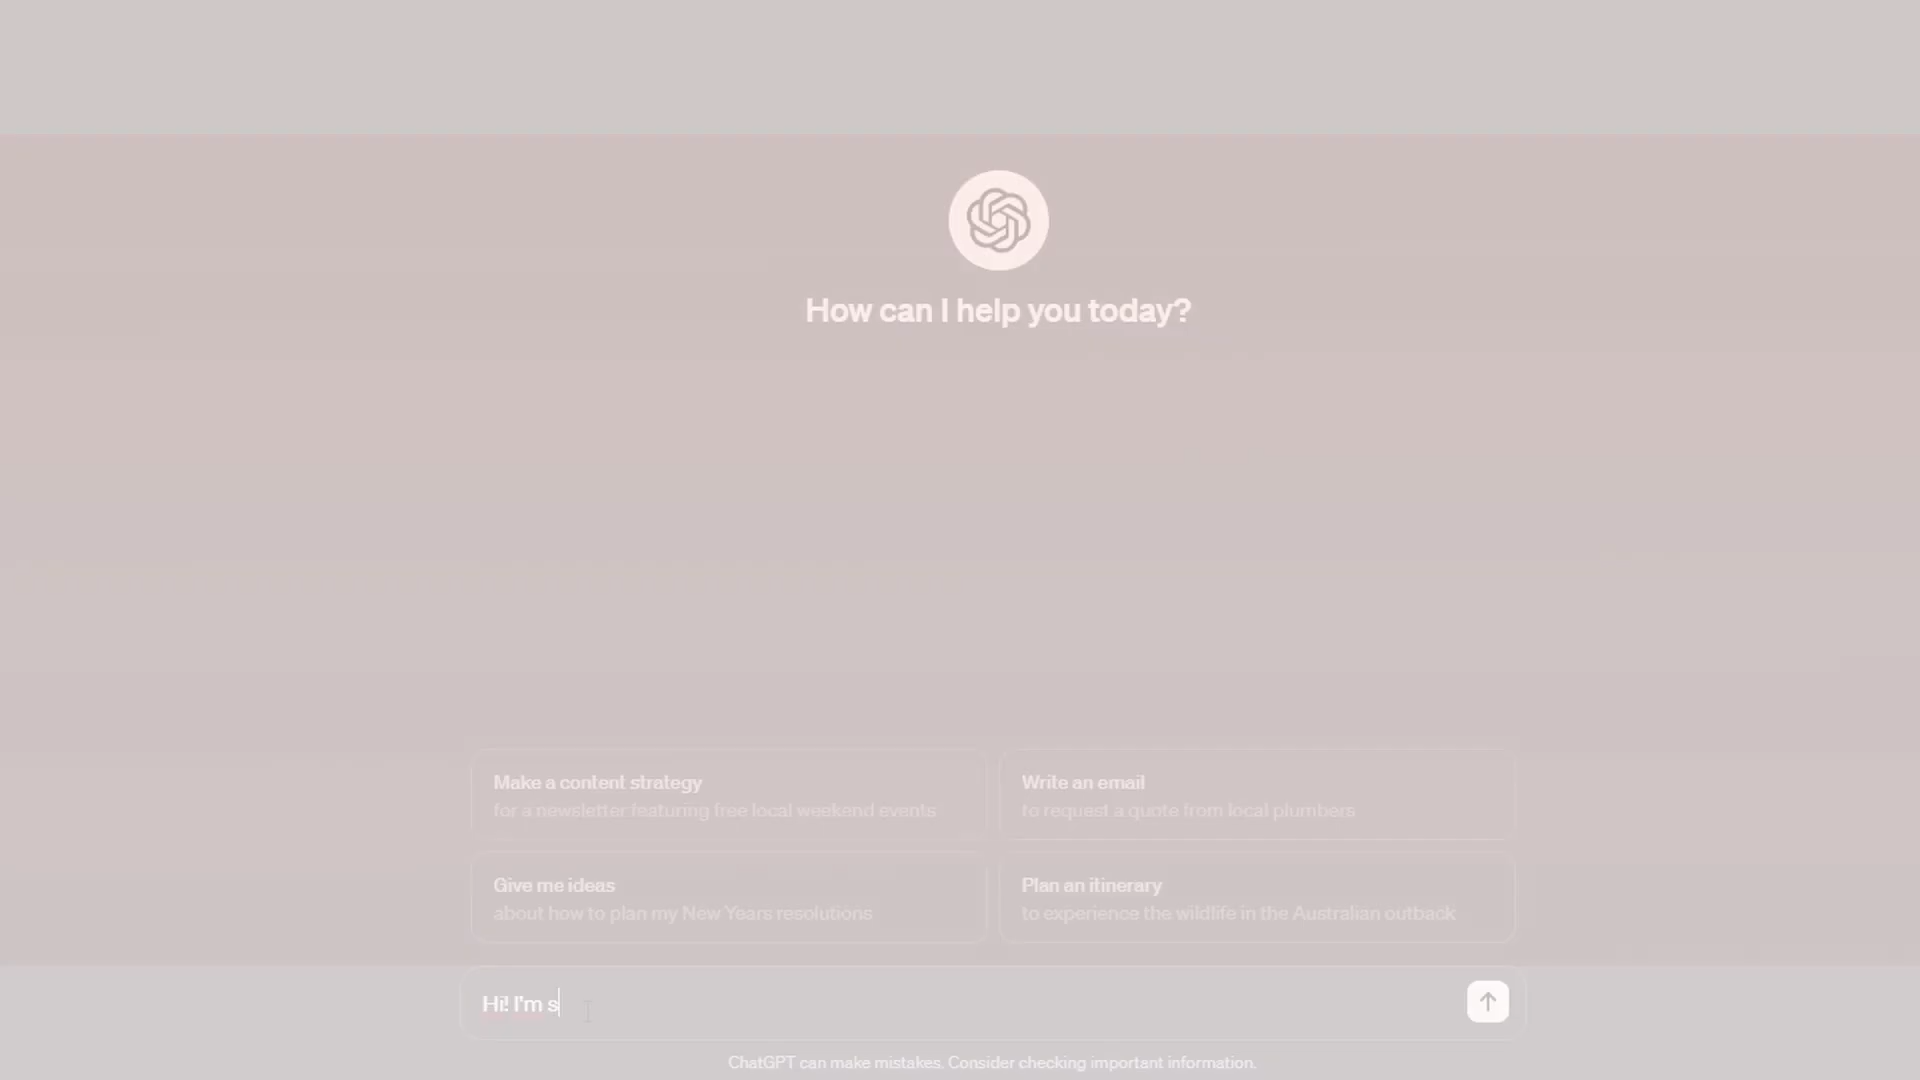 How can I help you today?
Make a content strategy
for a newsletter featuring free local weekend events
Write an email
to request a quote from local plumbers
Give me ideas
about how to plan my New Years resolutions
Plan an itinerary
to experience the wildlife in the Australian outback
Hi! I'm s
ChatGPT can make mistakes. Consider checking important information.